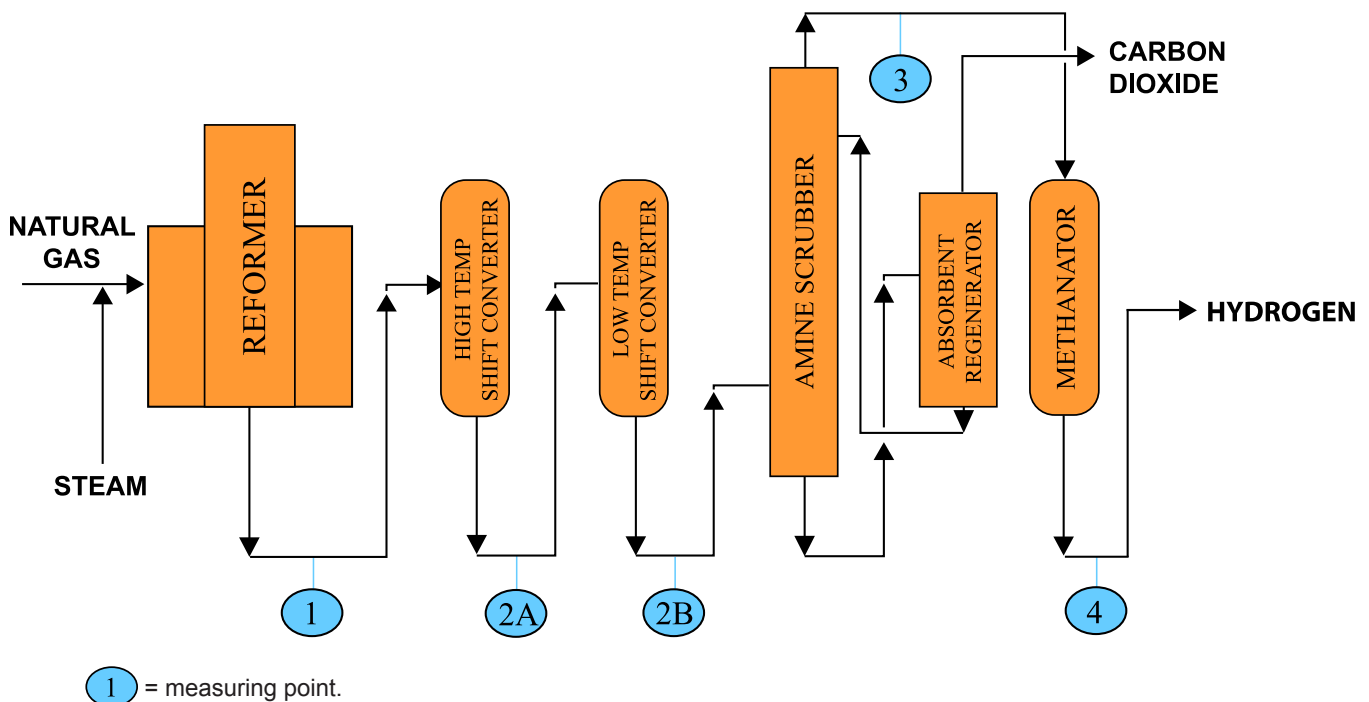 NATURAL
GAS
STEAM
REFORMER
1
HIGH TEMP
SHIFT CONVERTER
2A
LOW TEMP
SHIFT CONVERTER
2B
AMINE SCRUBBER
3
CARBON
DIOXIDE
ABSORBENT
REGENERATOR
METHANATOR
4
HYDROGEN
1 = measuring point.